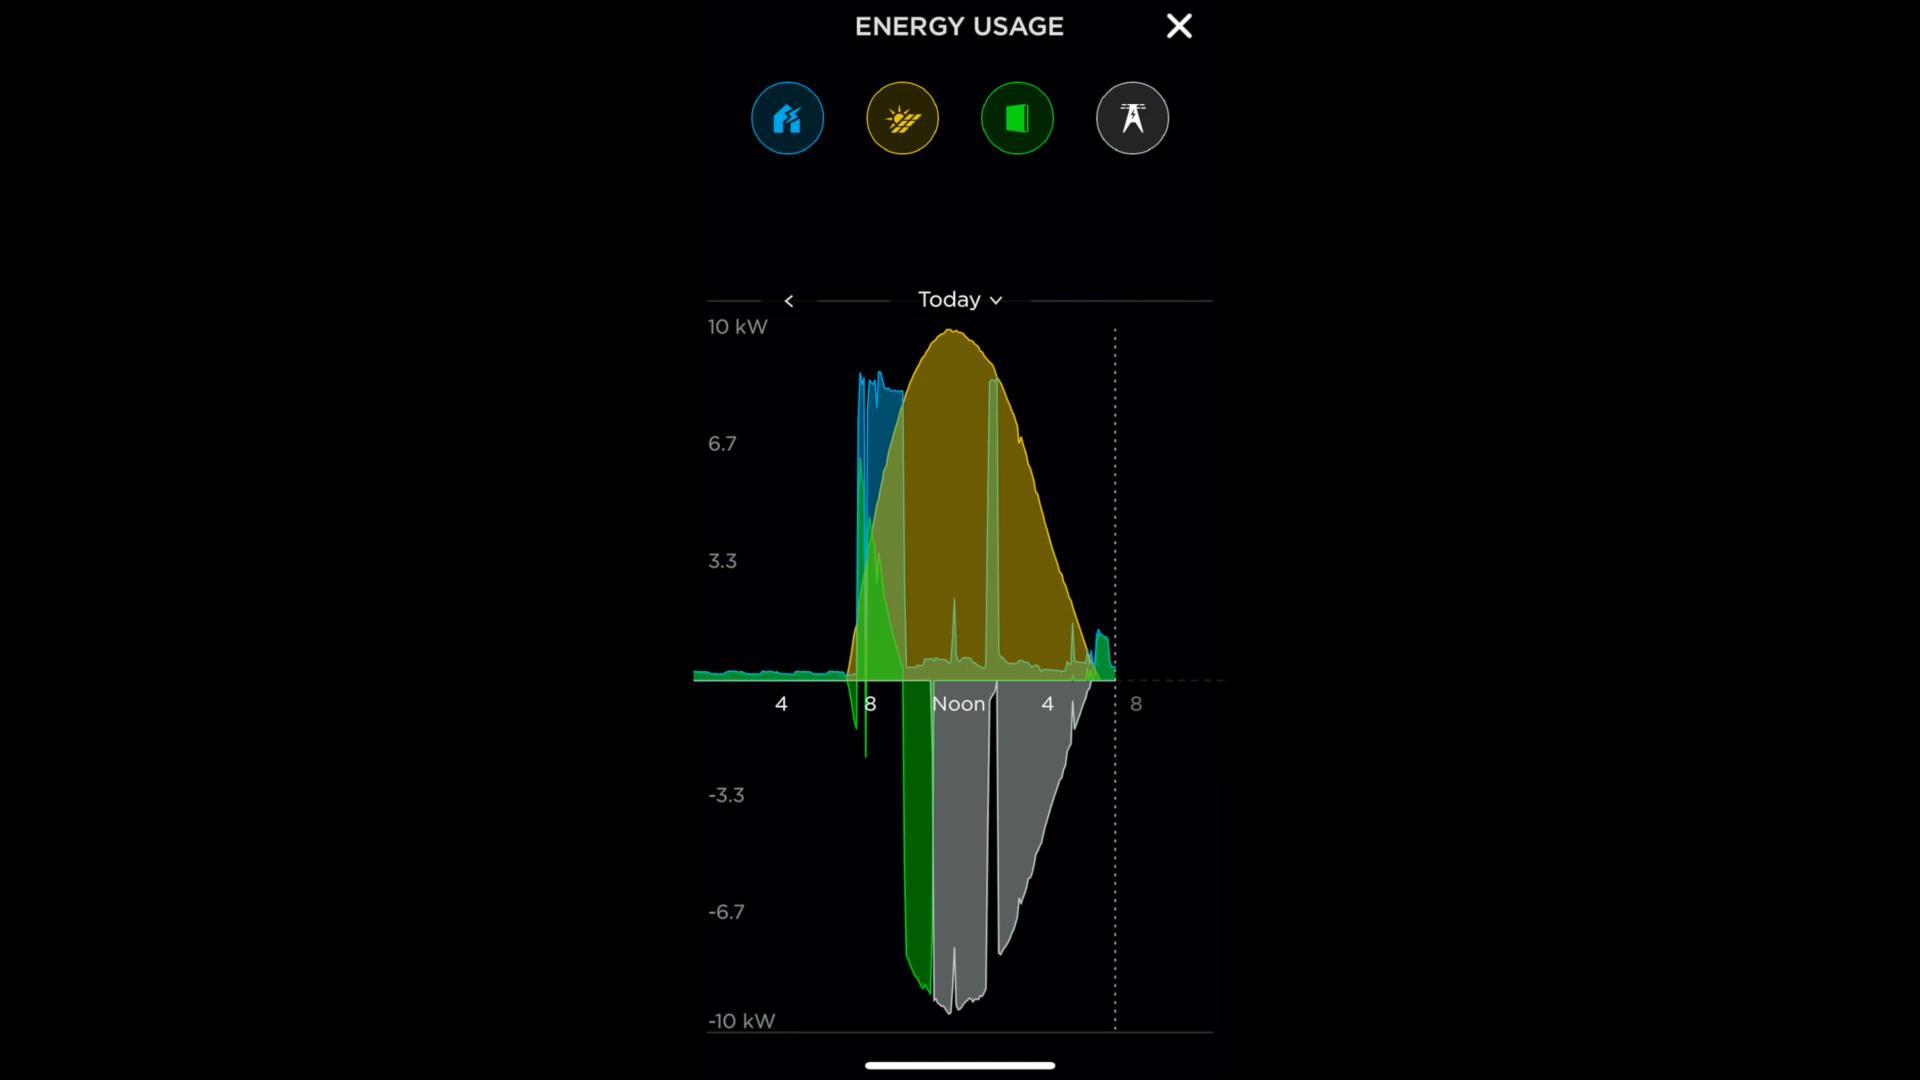 ENERGY USAGE
Today
10 kW
6.7
3.3
4 8 Noon 4 8
-3.3
-6.7
-10 kW